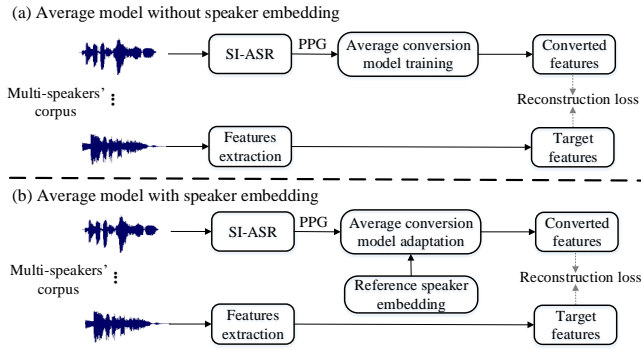 (a) Average model without speaker embedding
SI-ASR
PPG
Average conversion
model training
Converted
features
Multi-speakers'
corpus
Reconstruction loss
Features
extraction
Target
features
(b) Average model with speaker embedding
SI-ASR
PPG
Average conversion
model adaptation
Converted
features
Multi-speakers'
corpus
Reference speaker
embedding
Reconstruction loss
Features
extraction
Target
features